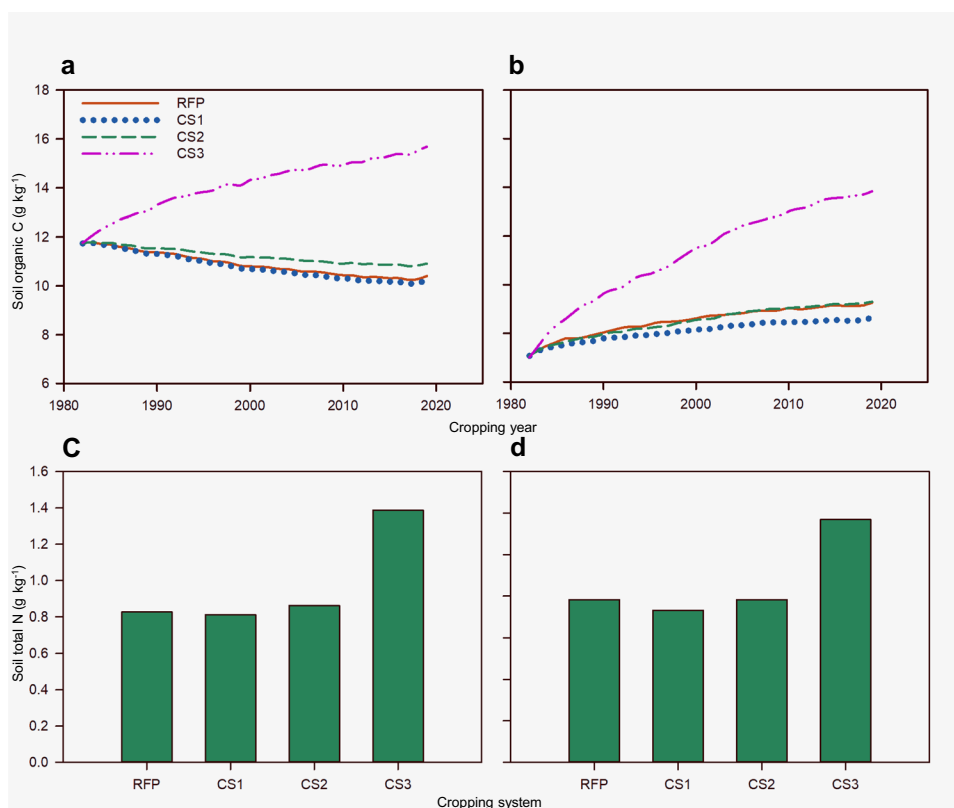 a
b
18
16
14
12
10
8
6
Soil organic C (g kg⁻¹)
RFP
CS1
CS2
CS3
1980
1990
2000
2010
2020
1980
1990
2000
2010
2020
Cropping year
C
d
1.6
1.4
1.2
1.0
0.8
0.6
0.4
0.2
0.0
Soil total N (g kg⁻¹)
RFP
CS1
CS2
CS3
RFP
CS1
CS2
CS3
Cropping system